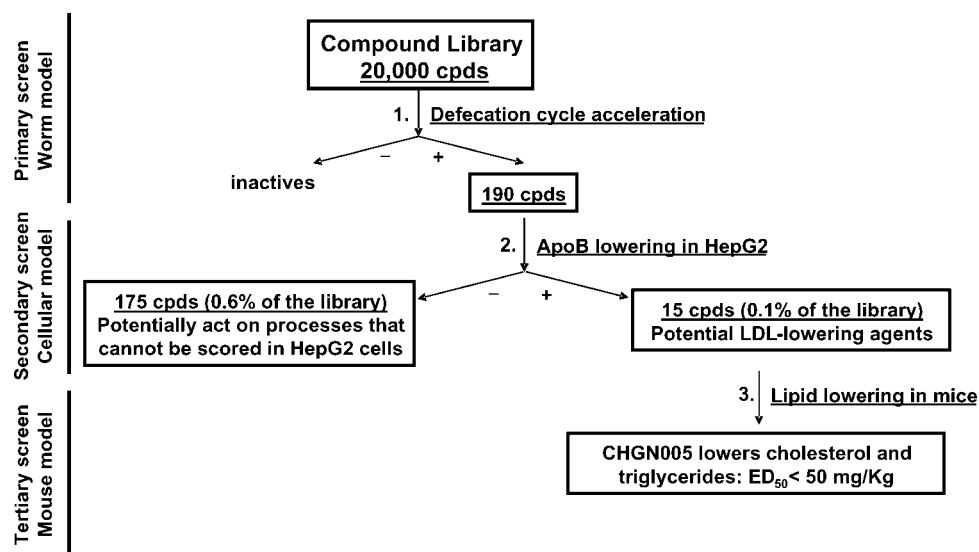 Primary screen
Worm model
Compound Library
20,000 cpds
1. Defecation cycle acceleration
– +
inactives
190 cpds
Secondary screen
Cellular model
2. ApoB lowering in HepG2
– +
175 cpds (0.6% of the library)
Potentially act on processes that
cannot be scored in HepG2 cells
15 cpds (0.1% of the library)
Potential LDL-lowering agents
Tertiary screen
Mouse model
3. Lipid lowering in mice
CHGN005 lowers cholesterol and
triglycerides: ED50< 50 mg/Kg